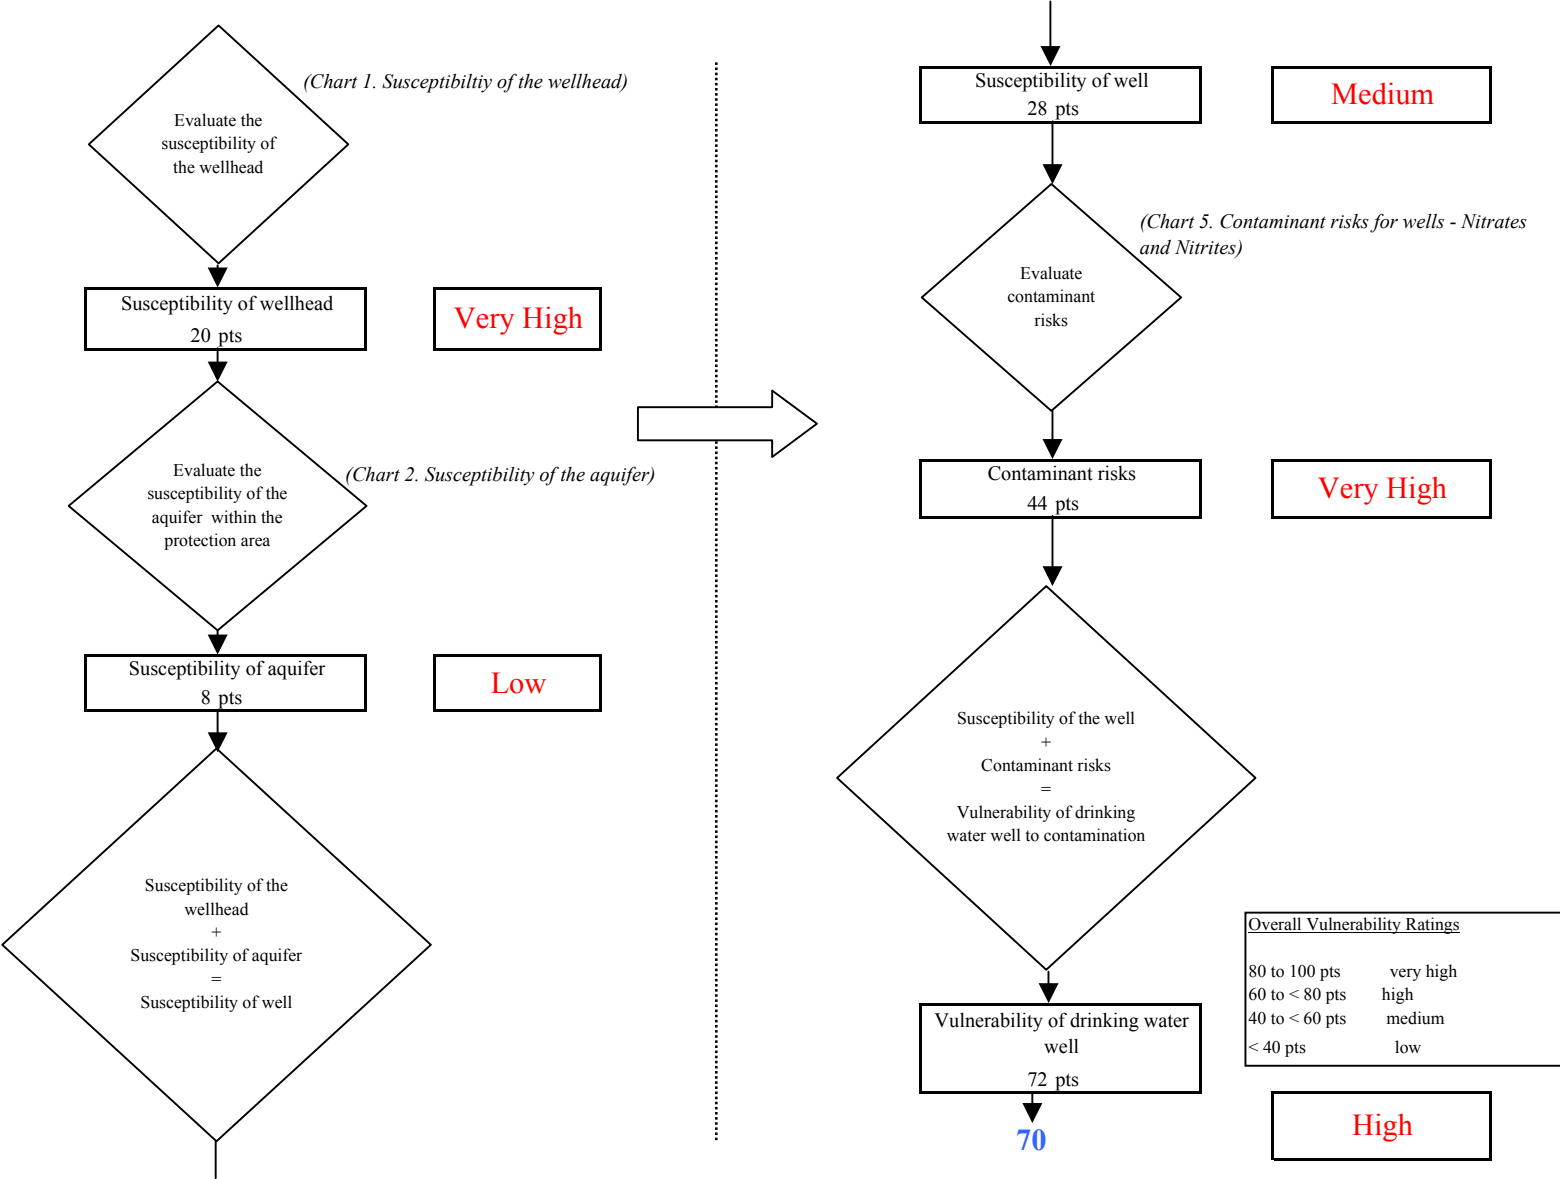 (Chart 1. Susceptibiltiy of the wellhead)
Evaluate the
susceptibility of
the wellhead
Susceptibility of wellhead
20 pts
Very High
(Chart 2. Susceptibility of the aquifer)
Evaluate the
susceptibility of the
aquifer within the
protection area
Susceptibility of aquifer
8 pts
Low
Susceptibility of the
wellhead
+
Susceptibility of aquifer
=
Susceptibility of well
Susceptibility of well
28 pts
Medium
(Chart 5. Contaminant risks for wells - Nitrates
and Nitrites)
Evaluate
contaminant
risks
Contaminant risks
44 pts
Very High
Susceptibility of the well
+
Contaminant risks
=
Vulnerability of drinking
water well to contamination
Overall Vulnerability Ratings
80 to 100 pts very high
60 to < 80 pts high
40 to < 60 pts medium
< 40 pts low
Vulnerability of drinking water
well
72 pts
70
High